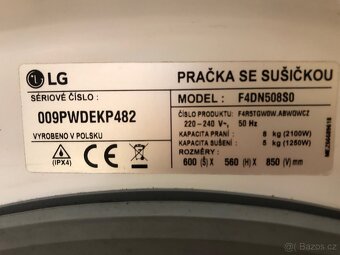 LG
PRAČKA SE SUŠIČKOU
SÉRIOVÉ ČÍSLO :
009PWDEKP482
VYROBENO V POLSKU
(IPX4)
MODEL : F4DN508S0
ČÍSLO PRODUKTU: F4R5TGW0W.ABWQWCZ
220 - 240 V~, 50 Hz
KAPACITA PRANÍ : 8 kg (2100W)
KAPACITA SUŠENÍ : 5 kg (1250W)
ROZMĚRY :
600 (Š) X 560 (H) X 850 (V) mm
bazos.cz